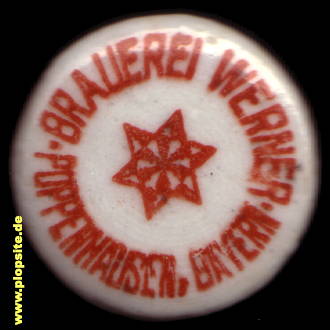 BRAUEREI WERNER
POPPENHAUSEN, BAYERN
www.plopsite.de